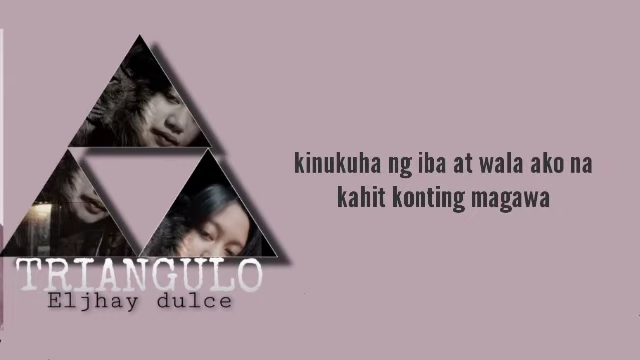 kinukuha ng iba at wala ako na
kahit konting magawa
TRIANGULO
Eljhay dulce